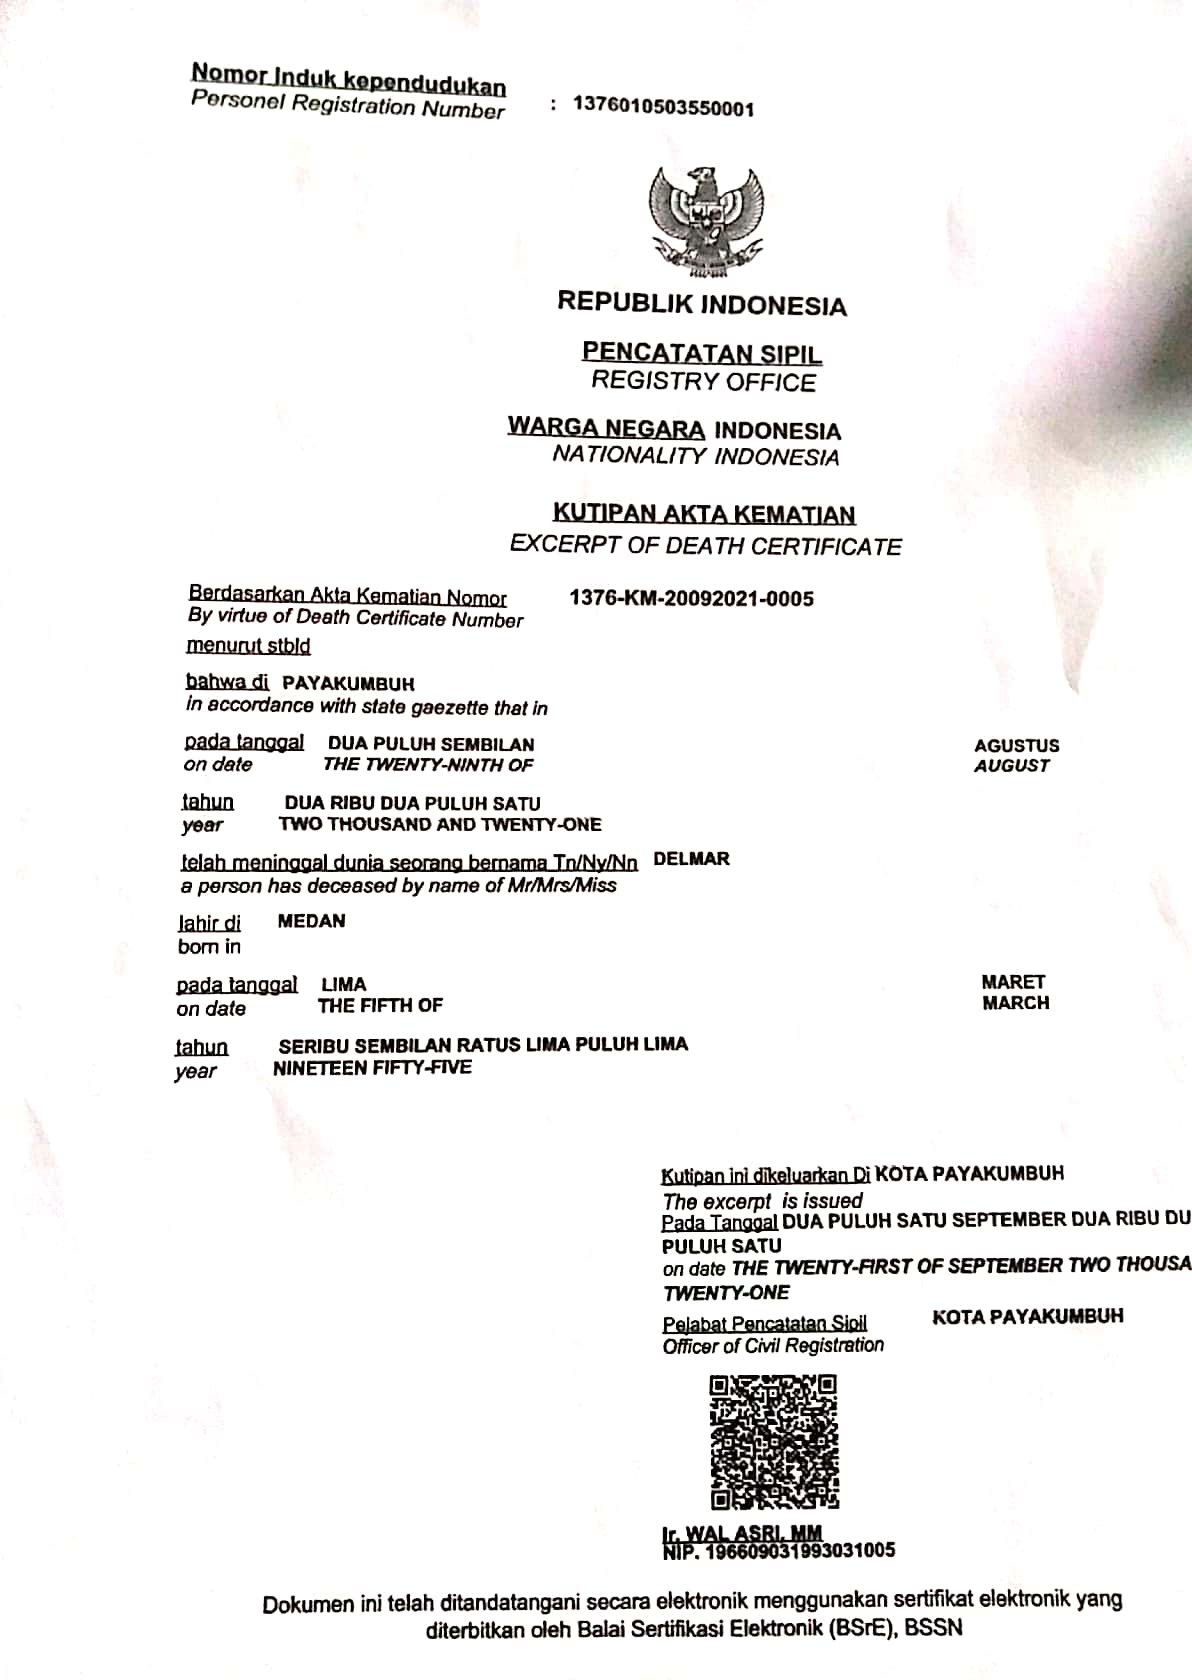 Nomor Induk kependudukan
Personel Registration Number : 1376010503550001
REPUBLIK INDONESIA
PENCATATAN SIPIL
REGISTRY OFFICE
WARGA NEGARA INDONESIA
NATIONALITY INDONESIA
KUTIPAN AKTA KEMATIAN
EXCERPT OF DEATH CERTIFICATE
Berdasarkan Akta Kematian Nomor 1376-KM-20092021-0005
By virtue of Death Certificate Number
menurut stbld
bahwa di PAYAKUMBUH
in accordance with state gaezette that in
pada tanggal DUA PULUH SEMBILAN AGUSTUS
on date THE TWENTY-NINTH OF AUGUST
tahun DUA RIBU DUA PULUH SATU
year TWO THOUSAND AND TWENTY-ONE
telah meninggal dunia seorang bernama Tn/Ny/Nn DELMAR
a person has deceased by name of Mr/Mrs/Miss
lahir di MEDAN
born in
pada tanggal LIMA MARET
on date THE FIFTH OF MARCH
tahun SERIBU SEMBILAN RATUS LIMA PULUH LIMA
year NINETEEN FIFTY-FIVE
Kutipan ini dikeluarkan Di KOTA PAYAKUMBUH
The excerpt is issued
Pada Tanggal DUA PULUH SATU SEPTEMBER DUA RIBU DU
PULUH SATU
on date THE TWENTY-FIRST OF SEPTEMBER TWO THOUSA
TWENTY-ONE
Pejabat Pencatatan Sipil KOTA PAYAKUMBUH
Officer of Civil Registration
Ir. WAL ASRI, MM
NIP. 196609031993031005
Dokumen ini telah ditandatangani secara elektronik menggunakan sertifikat elektronik yang
diterbitkan oleh Balai Sertifikasi Elektronik (BSrE), BSSN